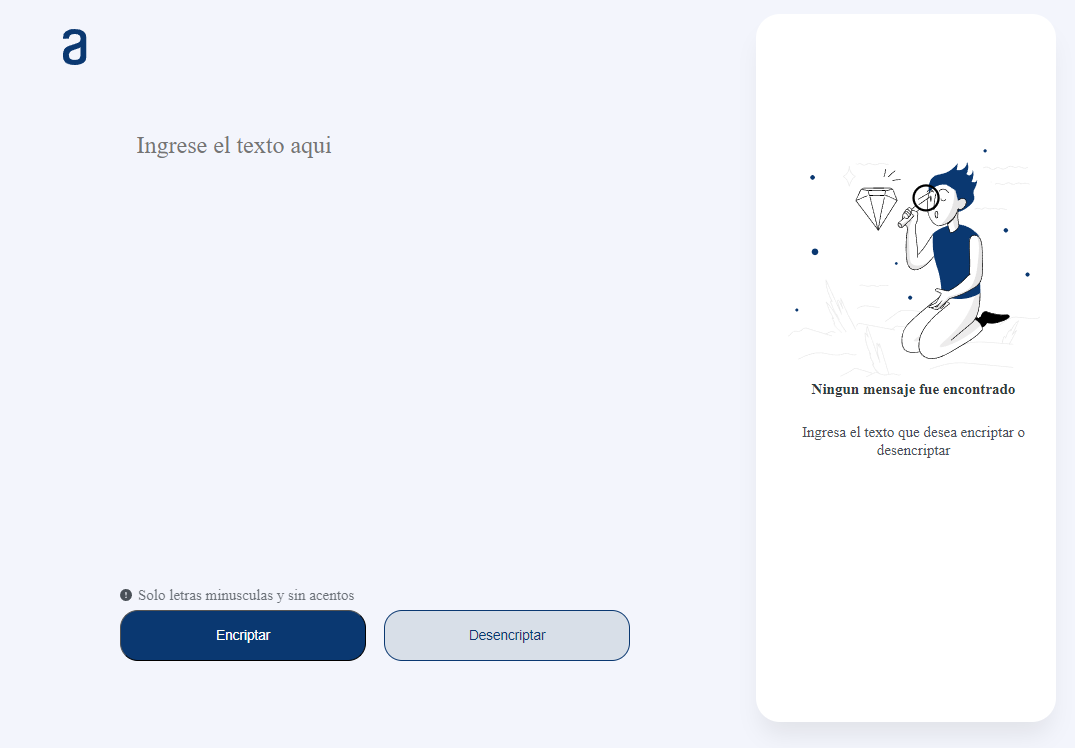 a
Ingrese el texto aqui
Solo letras minusculas y sin acentos
Encriptar
Desencriptar
Ningun mensaje fue encontrado
Ingresa el texto que desea encriptar o
desencriptar